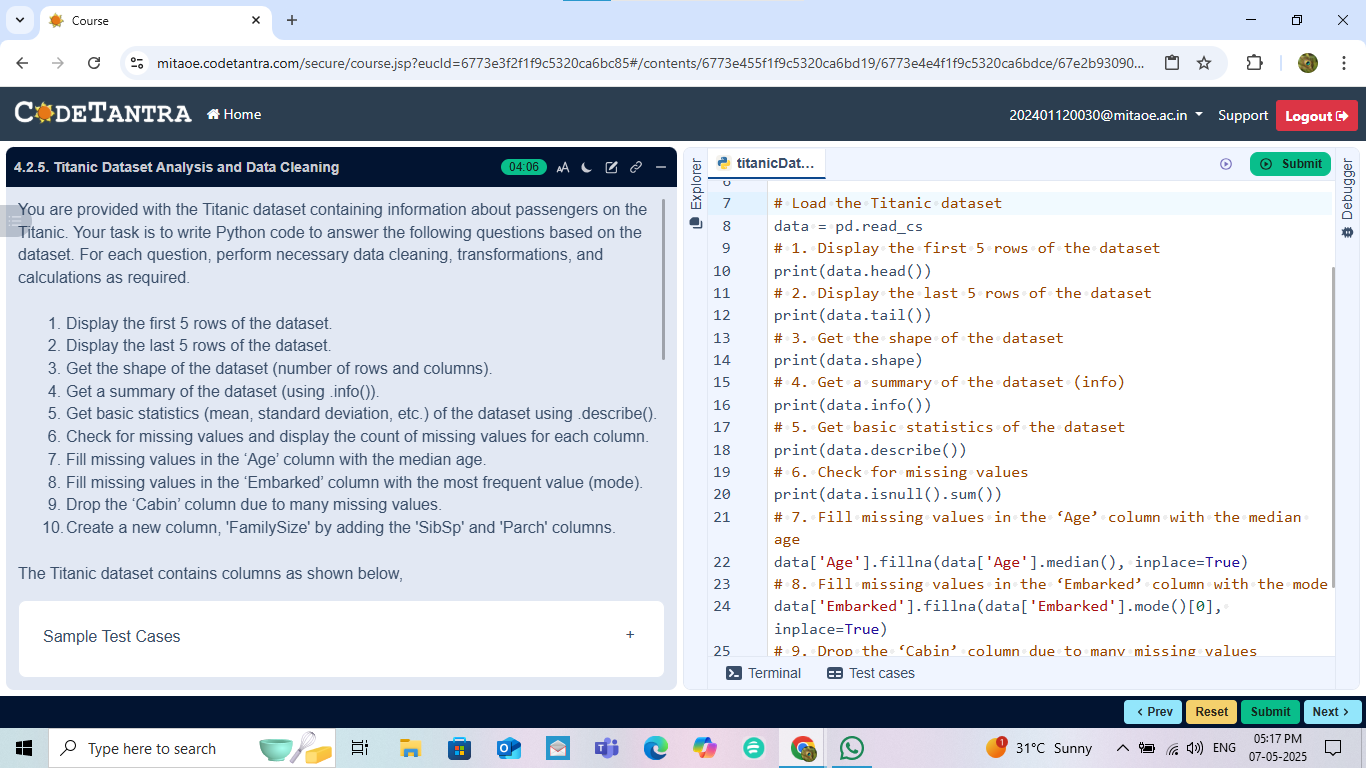 Course
mitaoe.codetantra.com/secure/course.jsp?eucId=6773e3f2f1f9c5320ca6bc85#/contents/6773e455f1f9c5320ca6bd19/6773e4e4f1f9c5320ca6bdce/67e2b93090...
CODETANTRA
Home
202401120030@mitaoe.ac.in
Support
Logout
4.2.5. Titanic Dataset Analysis and Data Cleaning
04:06
AA
You are provided with the Titanic dataset containing information about passengers on the
Titanic. Your task is to write Python code to answer the following questions based on the
dataset. For each question, perform necessary data cleaning, transformations, and
calculations as required.
1. Display the first 5 rows of the dataset.
2. Display the last 5 rows of the dataset.
3. Get the shape of the dataset (number of rows and columns).
4. Get a summary of the dataset (using .info()).
5. Get basic statistics (mean, standard deviation, etc.) of the dataset using .describe().
6. Check for missing values and display the count of missing values for each column.
7. Fill missing values in the ‘Age’ column with the median age.
8. Fill missing values in the ‘Embarked’ column with the most frequent value (mode).
9. Drop the ‘Cabin’ column due to many missing values.
10. Create a new column, 'FamilySize' by adding the 'SibSp' and 'Parch' columns.
The Titanic dataset contains columns as shown below,
Sample Test Cases
+
Explorer
titanicDat...
Submit
Debugger
6
7 # Load the Titanic dataset
8 data = pd.read_cs
9 # 1. Display the first 5 rows of the dataset
10 print(data.head())
11 # 2. Display the last 5 rows of the dataset
12 print(data.tail())
13 # 3. Get the shape of the dataset
14 print(data.shape)
15 # 4. Get a summary of the dataset (info)
16 print(data.info())
17 # 5. Get basic statistics of the dataset
18 print(data.describe())
19 # 6. Check for missing values
20 print(data.isnull().sum())
21 # 7. Fill missing values in the ‘Age’ column with the median
age
22 data['Age'].fillna(data['Age'].median(), inplace=True)
23 # 8. Fill missing values in the ‘Embarked’ column with the mode
24 data['Embarked'].fillna(data['Embarked'].mode()[0],
inplace=True)
25 # 9. Drop the ‘Cabin’ column due to many missing values
Terminal
Test cases
< Prev
Reset
Submit
Next >
Type here to search
1
31°C Sunny
ENG
05:17 PM
07-05-2025